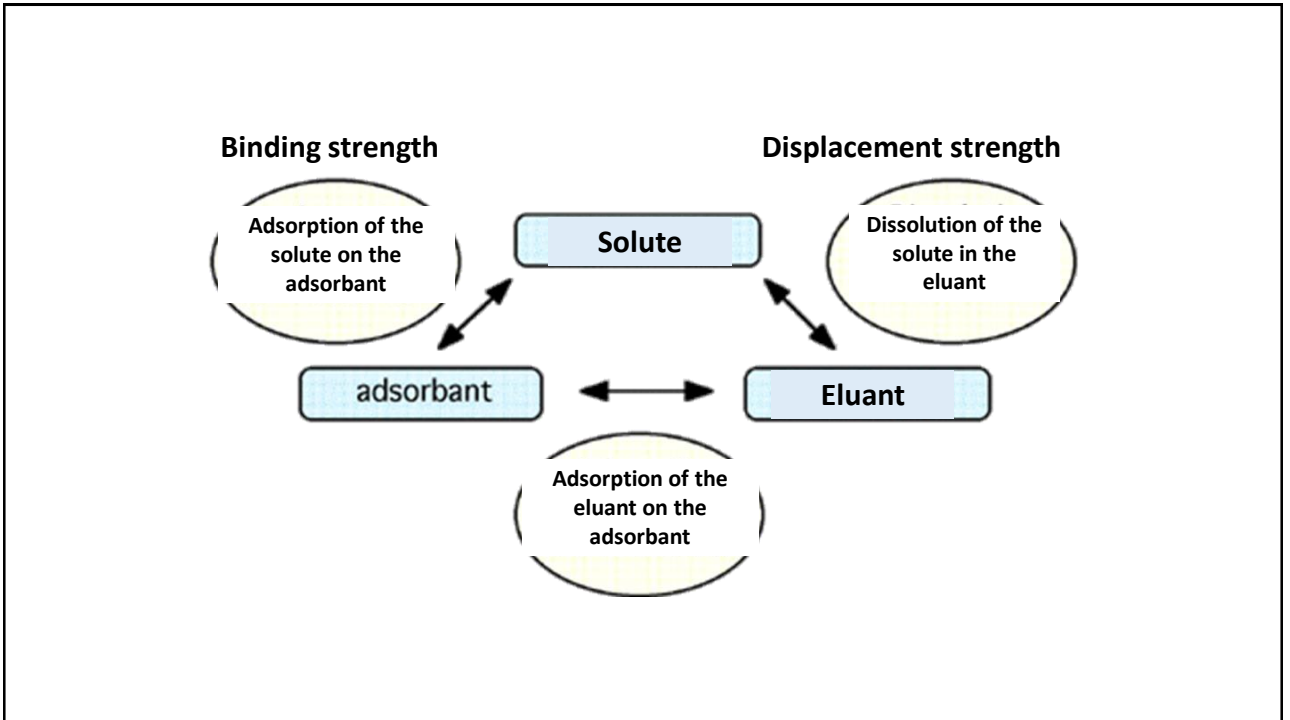 Binding strength
Displacement strength
Adsorption of the
solute on the
adsorbant
Solute
Dissolution of the
solute in the
eluant
adsorbant
Eluant
Adsorption of the
eluant on the
adsorbant